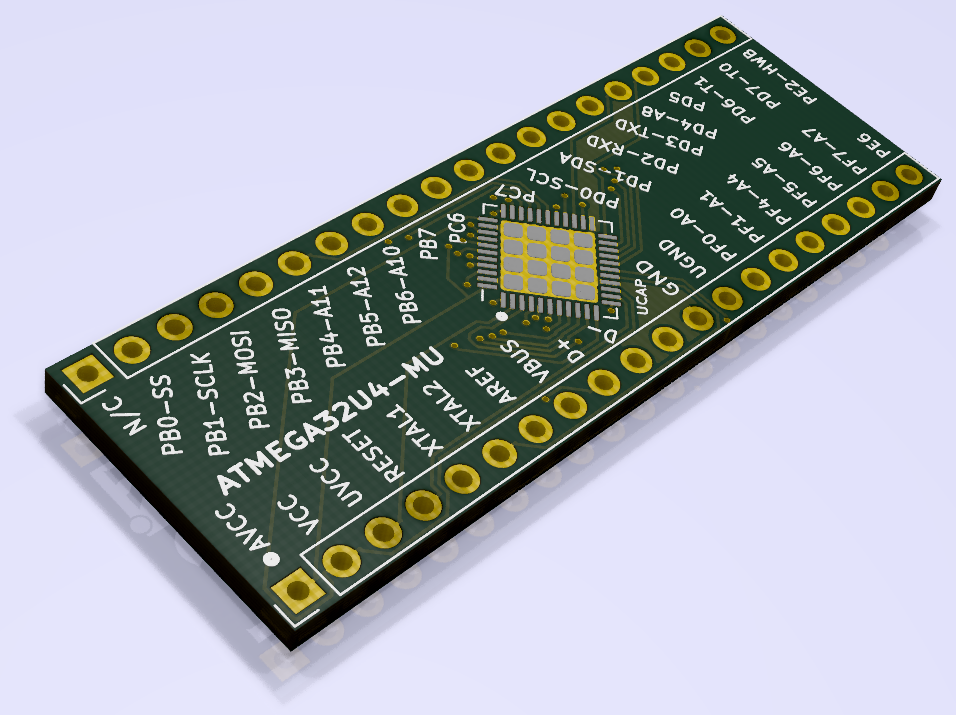 N/C
PB0-SS
PB1-SCLK
PB2-MOSI
PB3-MISO
PB4-A11
PB5-A12
PB6-A10
PB7
PC6
PC7
PD0-SCL
PD1-SDA
PD2-RXD
PD3-TXD
PD4-A8
PD5
PD6-T1
PD7-T0
PE2-HWB
ATMEGA32U4-MU
AVCC
VCC
UVCC
RESET
XTAL1
XTAL2
AREF
VBUS
D+
D-
UCAP
GND
UGND
PF0-A0
PF1-A1
PF4-A4
PF5-A5
PF6-A6
PF7-A7
PE6